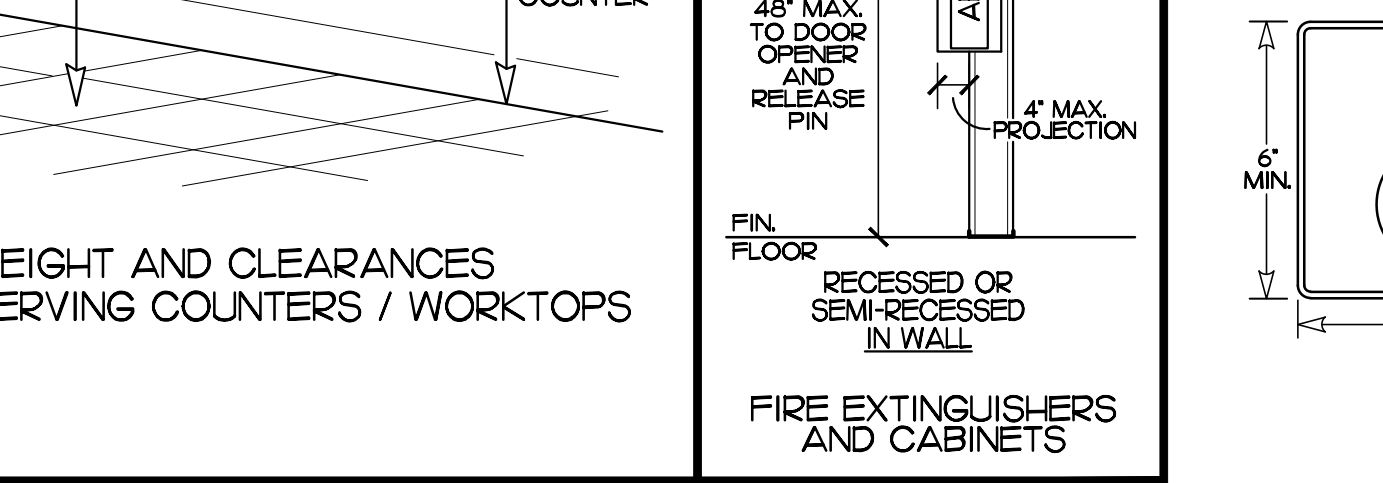 COUNTER
EIGHT AND CLEARANCES
ERVING COUNTERS / WORKTOPS
48" MAX.
TO DOOR
OPENER
AND
RELEASE
PIN
4" MAX.
PROJECTION
FIN.
FLOOR
RECESSED OR
SEMI-RECESSED
IN WALL
FIRE EXTINGUISHERS
AND CABINETS
6"
MIN.